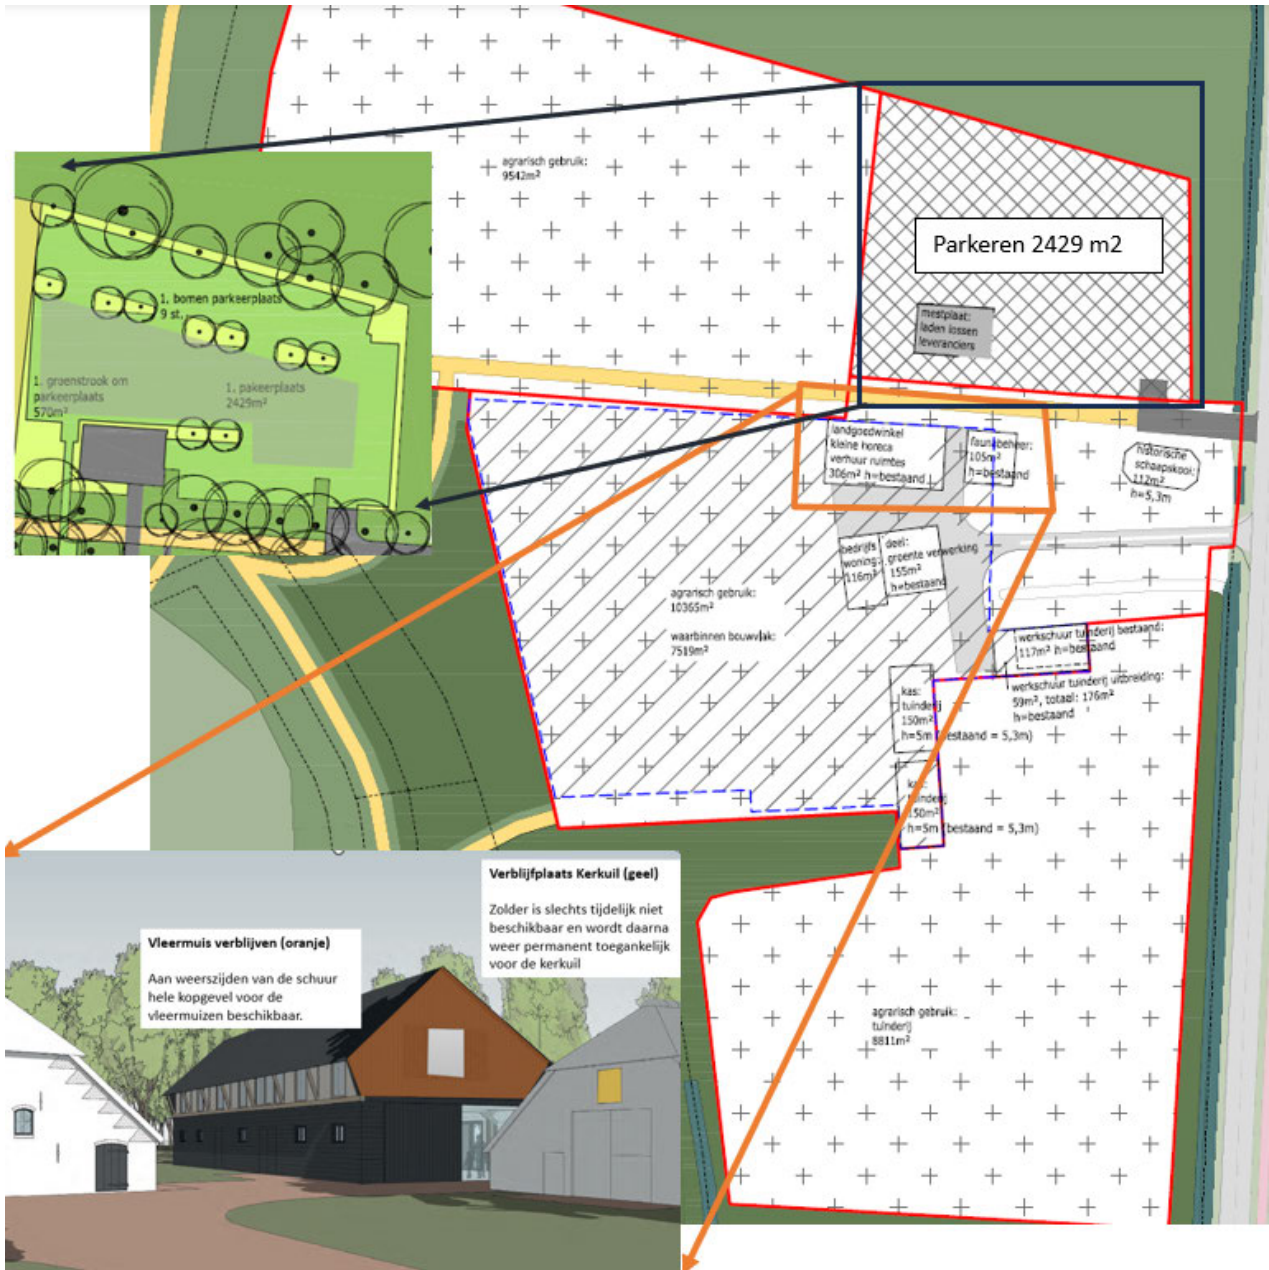 agrarisch gebruik:
9542m²
Parkeren 2429 m2
mestplaat:
laden lossen
leveranciers
1. bomen parkeerplaats
9 st.
1. groenstrook om
parkeerplaats
570m²
1. pakeerplaats
2429m²
landgoedwinkel
kleine horeca
verhuur ruimtes
306m² h=bestaand
faunabeheer:
105m²
h=bestaand
historische
schaapskooi:
212m²
h=5,3m
bedrijfs
woning:
116m²
deel:
groente verwerking
155m²
h=bestaand
agrarisch gebruik:
10365m²
waarbinnen bouwvlak:
7519m²
werkschuur tuinderij bestaand:
117m² h=bestaand
werkschuur tuinderij uitbreiding:
59m², totaal: 176m²
h=bestaand
kas:
tuinderij
150m²
h=5m (bestaand = 5,3m)
kas:
tuinderij
150m²
h=5m (bestaand = 5,3m)
Verblijfplaats Kerkuil (geel)
Zolder is slechts tijdelijk niet
beschikbaar en wordt daarna
weer permanent toegankelijk
voor de kerkuil
Vleermuis verblijven (oranje)
Aan weerszijden van de schuur
hele kopgevel voor de
vleermuizen beschikbaar.
agrarisch gebruik:
tuinderij
8811m²